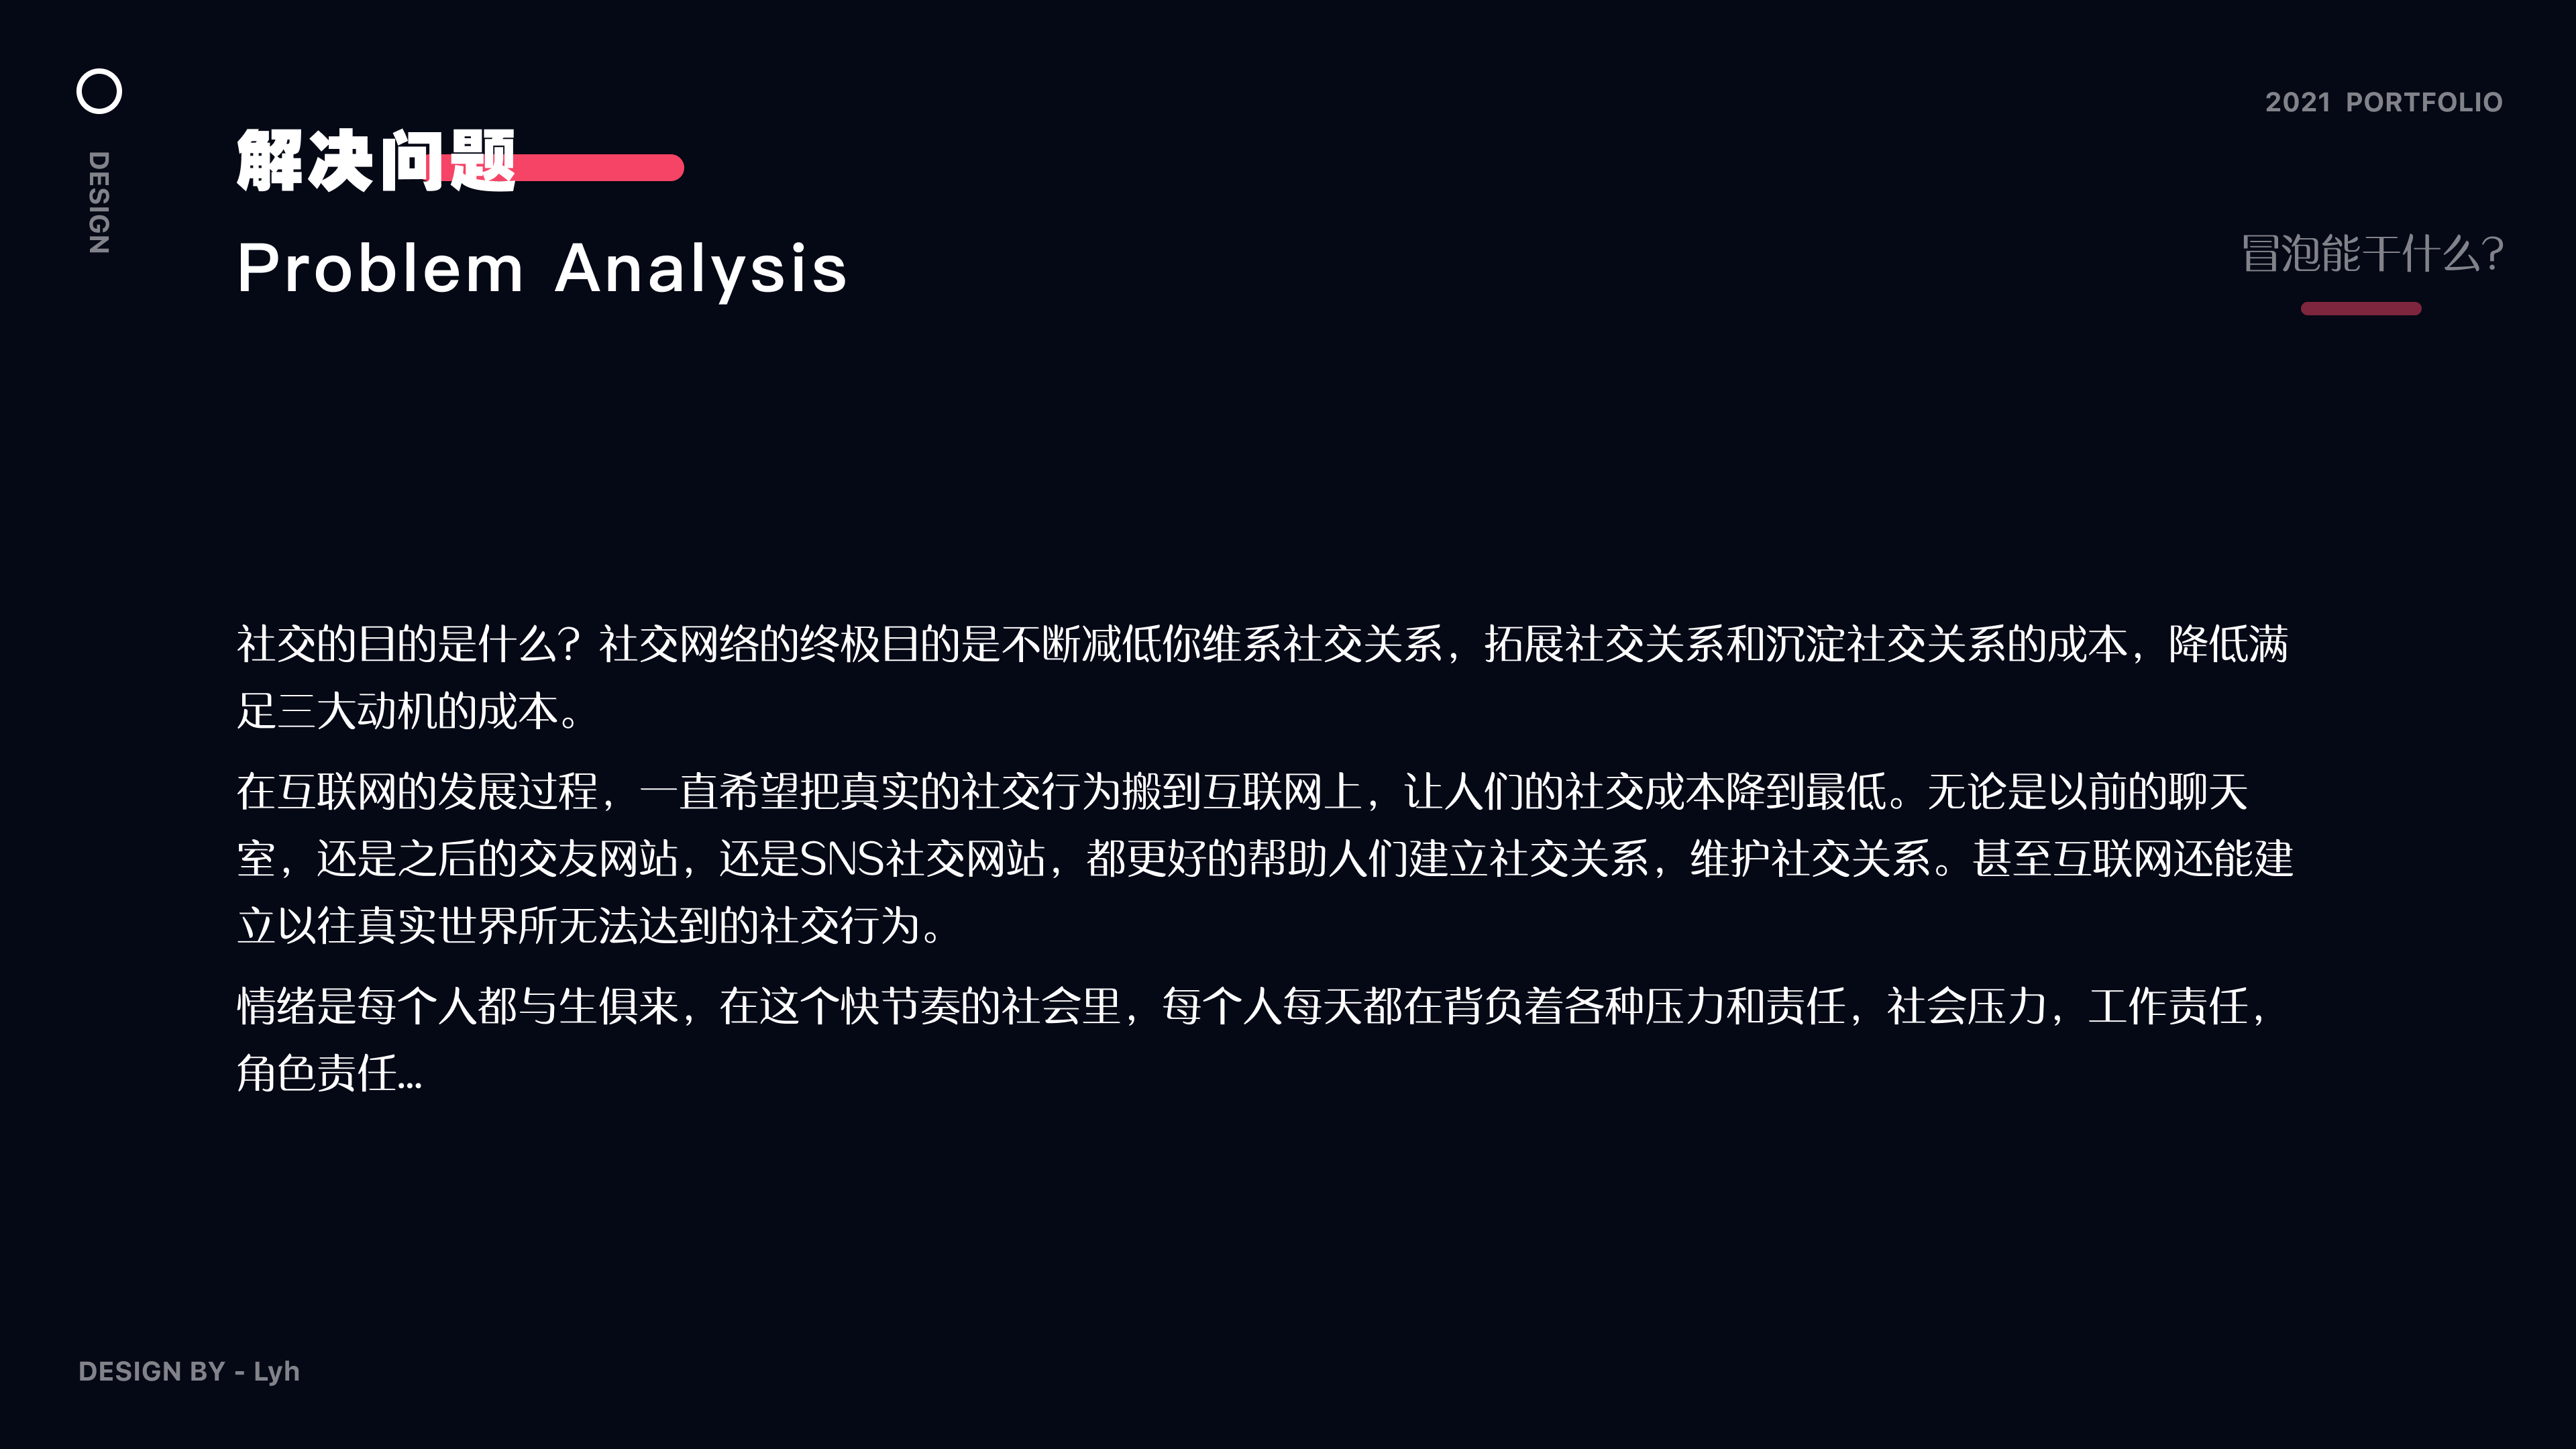 2021 PORTFOLIO
DESIGN
解决问题
Problem Analysis
冒泡能干什么？
社交的目的是什么？社交网络的终极目的是不断减低你维系社交关系，拓展社交关系和沉淀社交关系的成本，降低满
足三大动机的成本。
在互联网的发展过程，一直希望把真实的社交行为搬到互联网上，让人们的社交成本降到最低。无论是以前的聊天
室，还是之后的交友网站，还是SNS社交网站，都更好的帮助人们建立社交关系，维护社交关系。甚至互联网还能建
立以往真实世界所无法达到的社交行为。
情绪是每个人都与生俱来，在这个快节奏的社会里，每个人每天都在背负着各种压力和责任，社会压力，工作责任，
角色责任...
DESIGN BY - Lyh